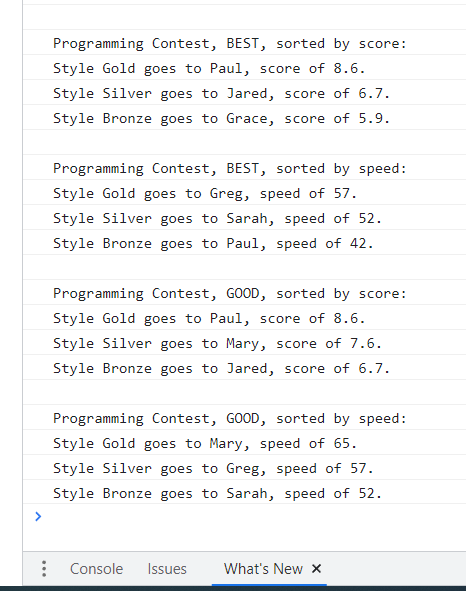 Programming Contest, BEST, sorted by score:
Style Gold goes to Paul, score of 8.6.
Style Silver goes to Jared, score of 6.7.
Style Bronze goes to Grace, score of 5.9.
Programming Contest, BEST, sorted by speed:
Style Gold goes to Greg, speed of 57.
Style Silver goes to Sarah, speed of 52.
Style Bronze goes to Paul, speed of 42.
Programming Contest, GOOD, sorted by score:
Style Gold goes to Paul, score of 8.6.
Style Silver goes to Mary, score of 7.6.
Style Bronze goes to Jared, score of 6.7.
Programming Contest, GOOD, sorted by speed:
Style Gold goes to Mary, speed of 65.
Style Silver goes to Greg, speed of 57.
Style Bronze goes to Sarah, speed of 52.
Console Issues What's New